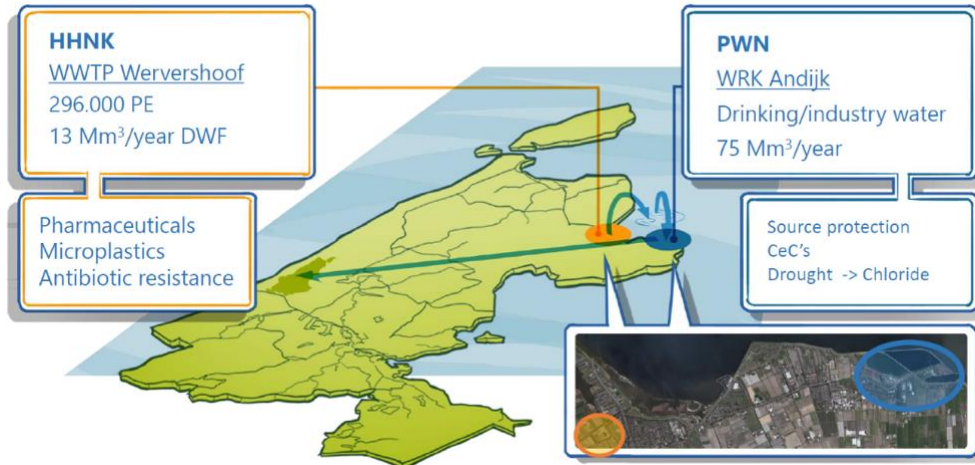 HHNK
WWTP Wervershoof
296.000 PE
13 Mm³/year DWF
Pharmaceuticals
Microplastics
Antibiotic resistance
PWN
WRK Andijk
Drinking/industry water
75 Mm³/year
Source protection
CeC's
Drought -> Chloride